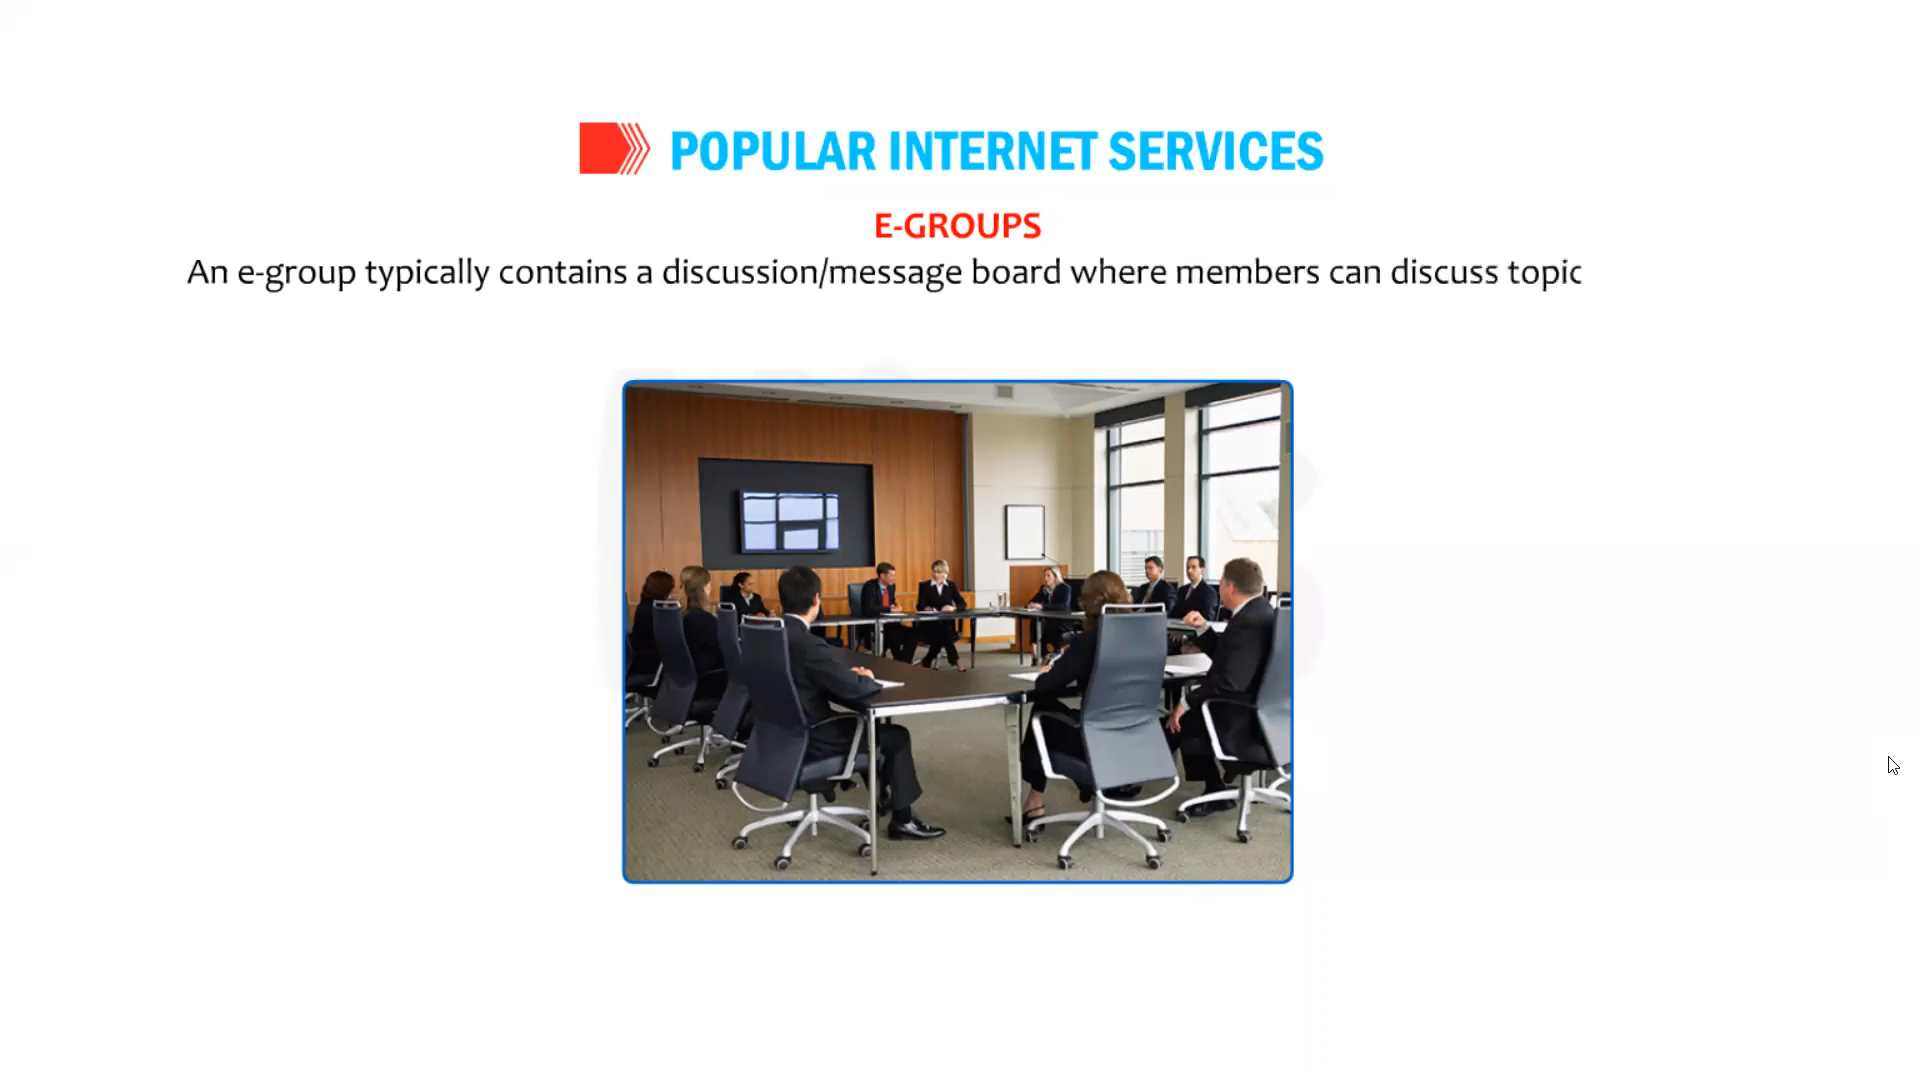 POPULAR INTERNET SERVICES
E-GROUPS
An e-group typically contains a discussion/message board where members can discuss topic